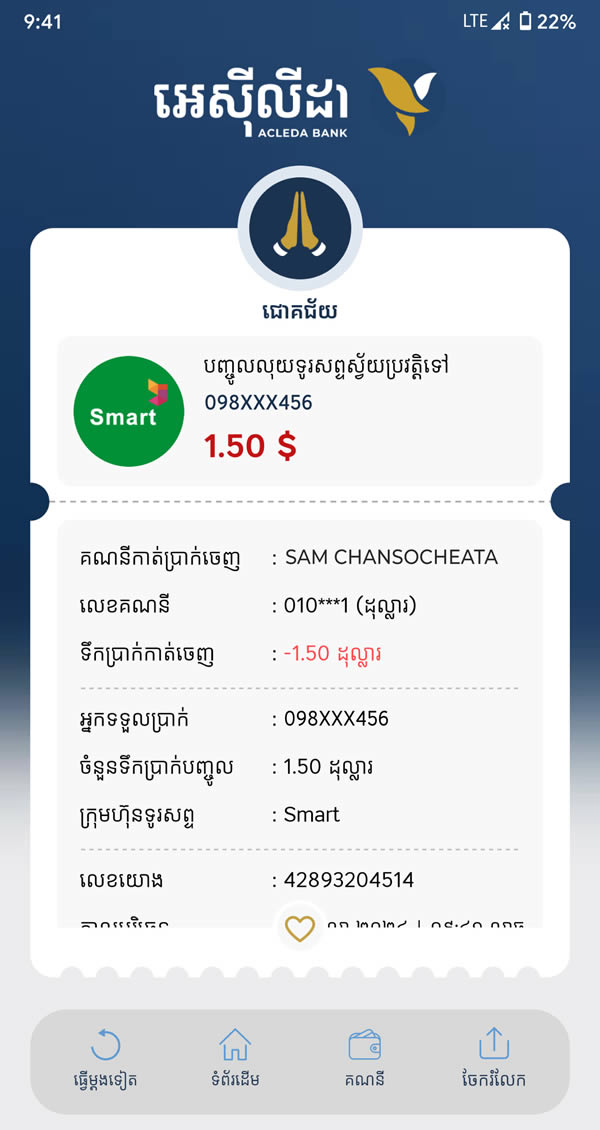 9:41
LTE 22%
អេស៊ីលីដា
ACLEDA BANK
ជោគជ័យ
បញ្ចូលលុយទូរសព្ទស្វ័យប្រវត្តិទៅ
Smart
098XXX456
1.50 $
គណនីកាត់ប្រាក់ចេញ : SAM CHANSOCHEATA
លេខគណនី : 010***1 (ដុល្លារ)
ទឹកប្រាក់កាត់ចេញ : -1.50 ដុល្លារ
អ្នកទទួលប្រាក់ : 098XXX456
ចំនួនទឹកប្រាក់បញ្ចូល : 1.50 ដុល្លារ
ក្រុមហ៊ុនទូរសព្ទ : Smart
លេខយោង : 42893204514
ធ្វើម្តងទៀត
ទំព័រដើម
គណនី
ចែករំលែក